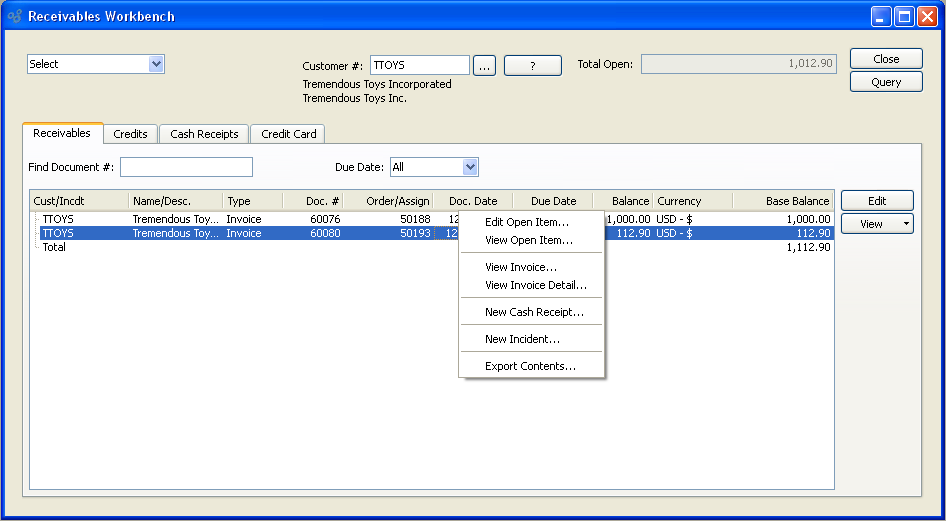 Receivables Workbench
Select
Customer #: TTOYS ... ? Total Open: 1,012.90 Close
Tremendous Toys Incorporated
Tremendous Toys Inc.
Query
Receivables Credits Cash Receipts Credit Card
Find Document #: Due Date: All
Cust/Incdt Name/Desc. Type Doc. # Order/Assign Doc. Date Due Date Balance Currency Base Balance Edit
TTOYS Tremendous Toy... Invoice 60076 50188 12 1,000.00 USD - $ 1,000.00
TTOYS Tremendous Toy... Invoice 60080 50193 12 112.90 USD - $ 112.90
Total 1,112.90
View
Edit Open Item...
View Open Item...
View Invoice...
View Invoice Detail...
New Cash Receipt...
New Incident...
Export Contents...